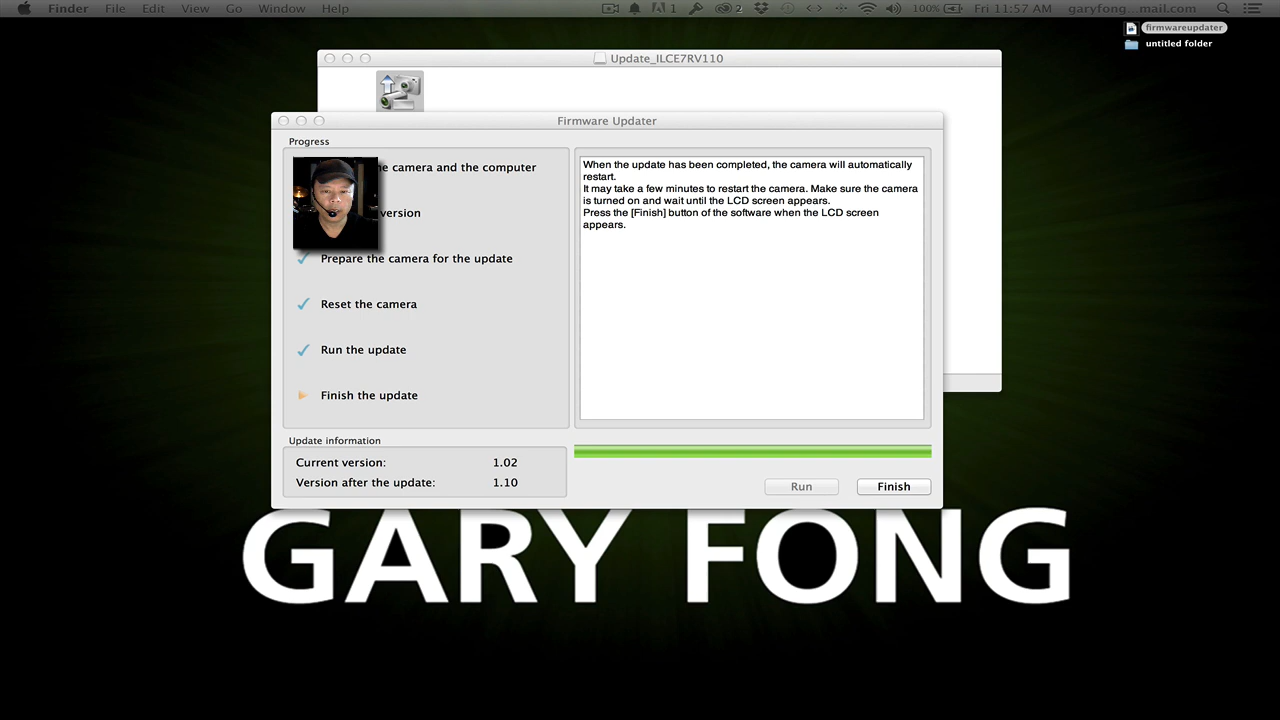 Finder File Edit View Go Window Help 1 2 100% Fri 11:57 AM garyfong...mail.com
firmwareupdater
untitled folder
Update_ILCE7RV110
Firmware Updater
Progress
e camera and the computer
version
Prepare the camera for the update
Reset the camera
Run the update
Finish the update
When the update has been completed, the camera will automatically
restart.
It may take a few minutes to restart the camera. Make sure the camera
is turned on and wait until the LCD screen appears.
Press the [Finish] button of the software when the LCD screen
appears.
Update information
Current version: 1.02
Version after the update: 1.10
Run Finish
GARY FONG